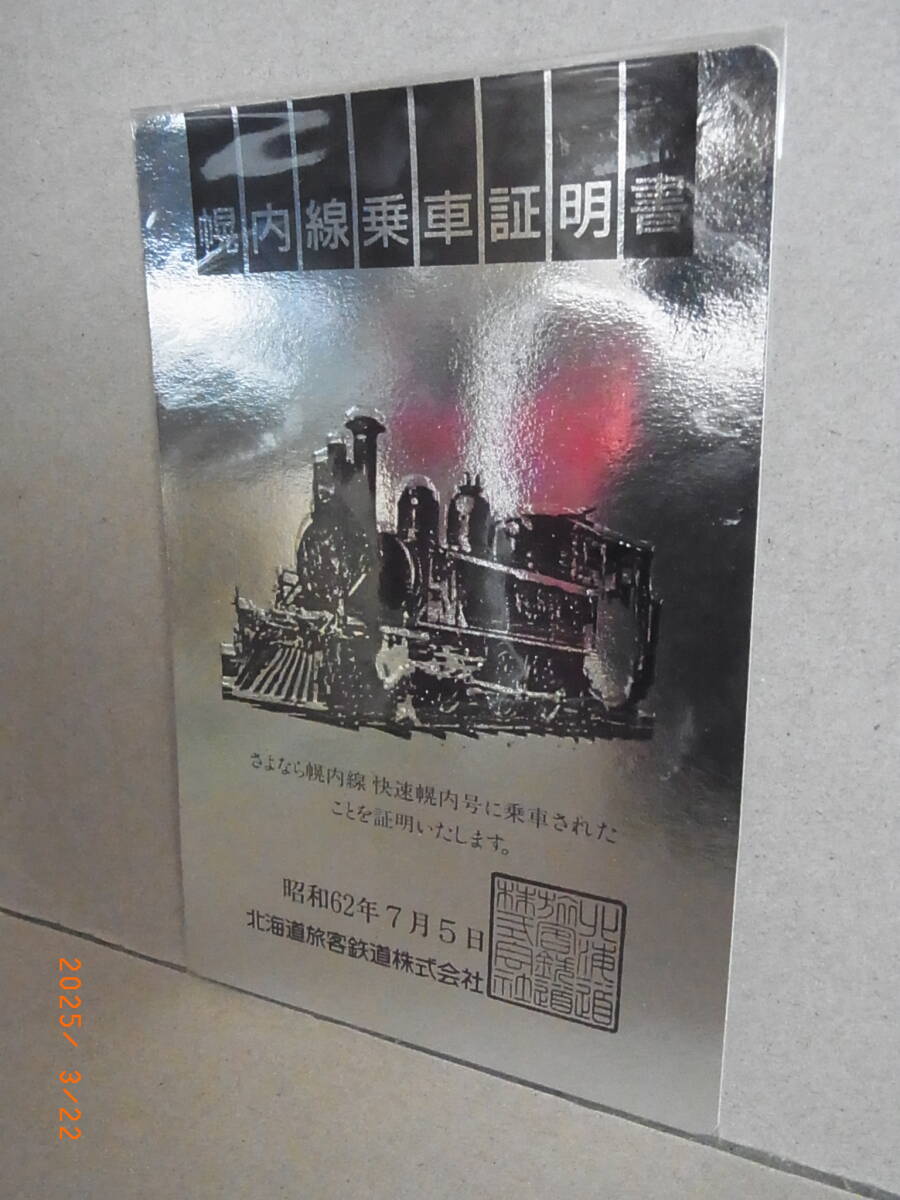 幌内線乗車証明書
さよなら幌内線 快速幌内号に乗車された
ことを証明いたします。
昭和62年7月5日
北海道旅客鉄道株式会社
北海道
旅客鉄道
株式会社
2025/ 3/22